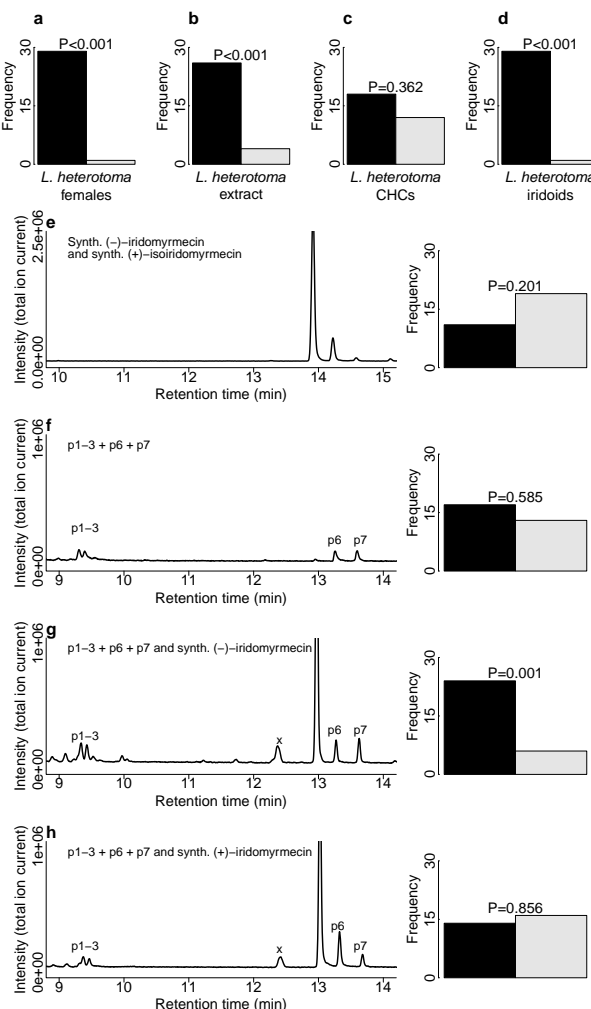 a
b
c
d
P<0.001
P<0.001
P=0.362
P<0.001
Frequency
0
15
30
Frequency
0
15
30
Frequency
0
15
30
Frequency
0
15
30
L. heterotoma
females
L. heterotoma
extract
L. heterotoma
CHCs
L. heterotoma
iridoids
e
Synth. (−)−iridomyrmecin
and synth. (+)−isoiridomyrmecin
Intensity (total ion current)
0.0e+00
2.5e+06
10
11
12
13
14
15
Retention time (min)
P=0.201
Frequency
0
15
30
f
p1−3 + p6 + p7
Intensity (total ion current)
0e+00
1e+06
p1−3
p6
p7
9
10
11
12
13
14
Retention time (min)
P=0.585
Frequency
0
15
30
g
p1−3 + p6 + p7 and synth. (−)−iridomyrmecin
Intensity (total ion current)
0e+00
1e+06
p1−3
x
p6
p7
9
10
11
12
13
14
Retention time (min)
P=0.001
Frequency
0
15
30
h
p1−3 + p6 + p7 and synth. (+)−iridomyrmecin
Intensity (total ion current)
0e+00
1e+06
p1−3
x
p6
p7
9
10
11
12
13
14
Retention time (min)
P=0.856
Frequency
0
15
30